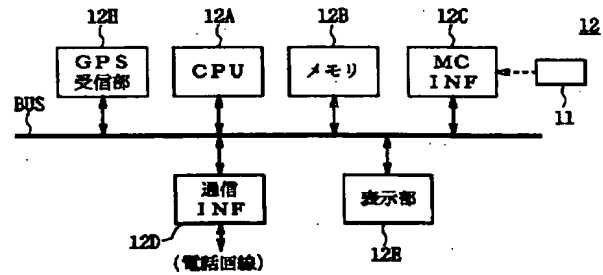 12H
12A
12B
12C
12
GPS
受信部
CPU
メモリ
MC
INF
11
BUS
通信
INF
表示部
12D
12E
(電話回線)